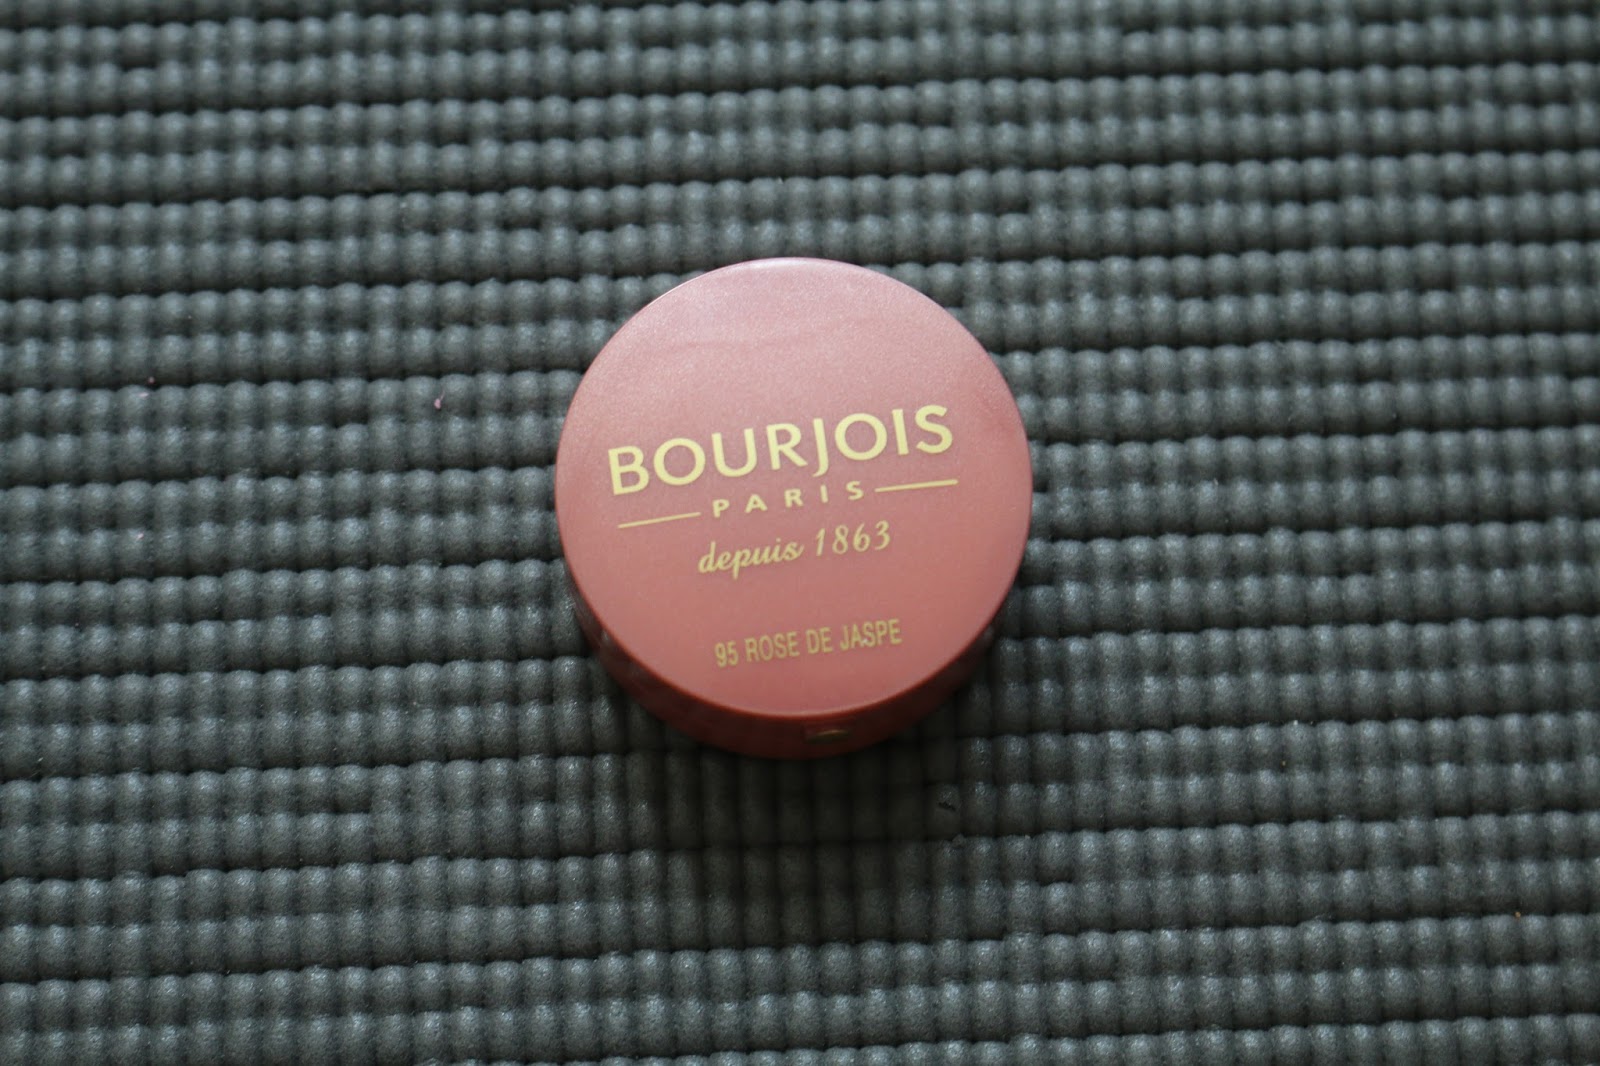 BOURJOIS
PARIS
depuis 1863
95 ROSE DE JASPE